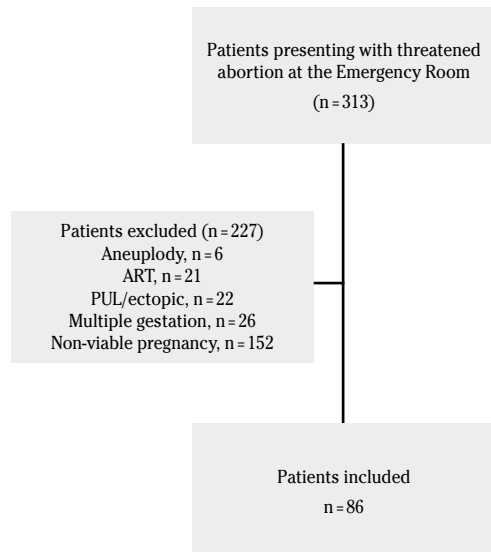 Patients presenting with threatened
abortion at the Emergency Room
(n=313)
Patients excluded (n=227)
Aneuplody, n=6
ART, n=21
PUL/ectopic, n=22
Multiple gestation, n=26
Non-viable pregnancy, n=152
Patients included
n=86